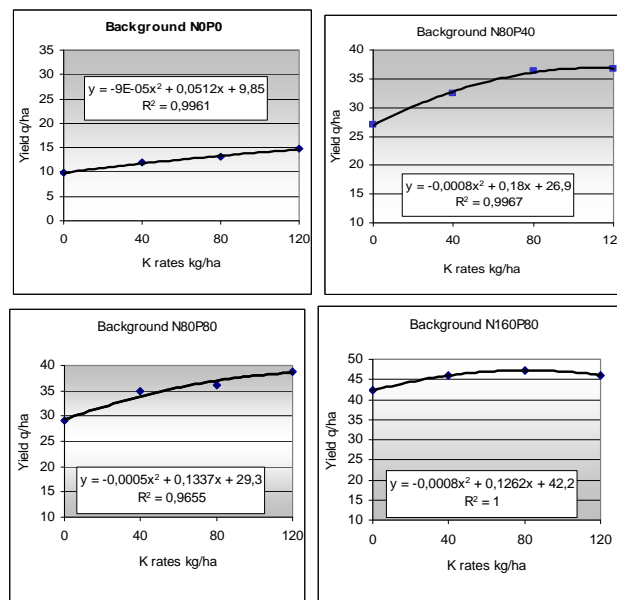 Background N0P0
y = -9E-05x² + 0,0512x + 9,85
R² = 0,9961
Yield q/ha
40
35
30
25
20
15
10
5
0
0 40 80 120
K rates kg/ha
Background N80P40
y = -0,0008x² + 0,18x + 26,9
R² = 0,9967
Yield q/ha
40
35
30
25
20
15
10
0 40 80 12
K rates kg/ha
Background N80P80
y = -0,0005x² + 0,1337x + 29,3
R² = 0,9655
Yield q/ha
40
35
30
25
20
15
10
0 40 80 120
K rates kg/ha
Background N160P80
y = -0,0008x² + 0,1262x + 42,2
R² = 1
Yield q/ha
50
45
40
35
30
25
20
15
10
0 40 80 120
K rates kg/ha